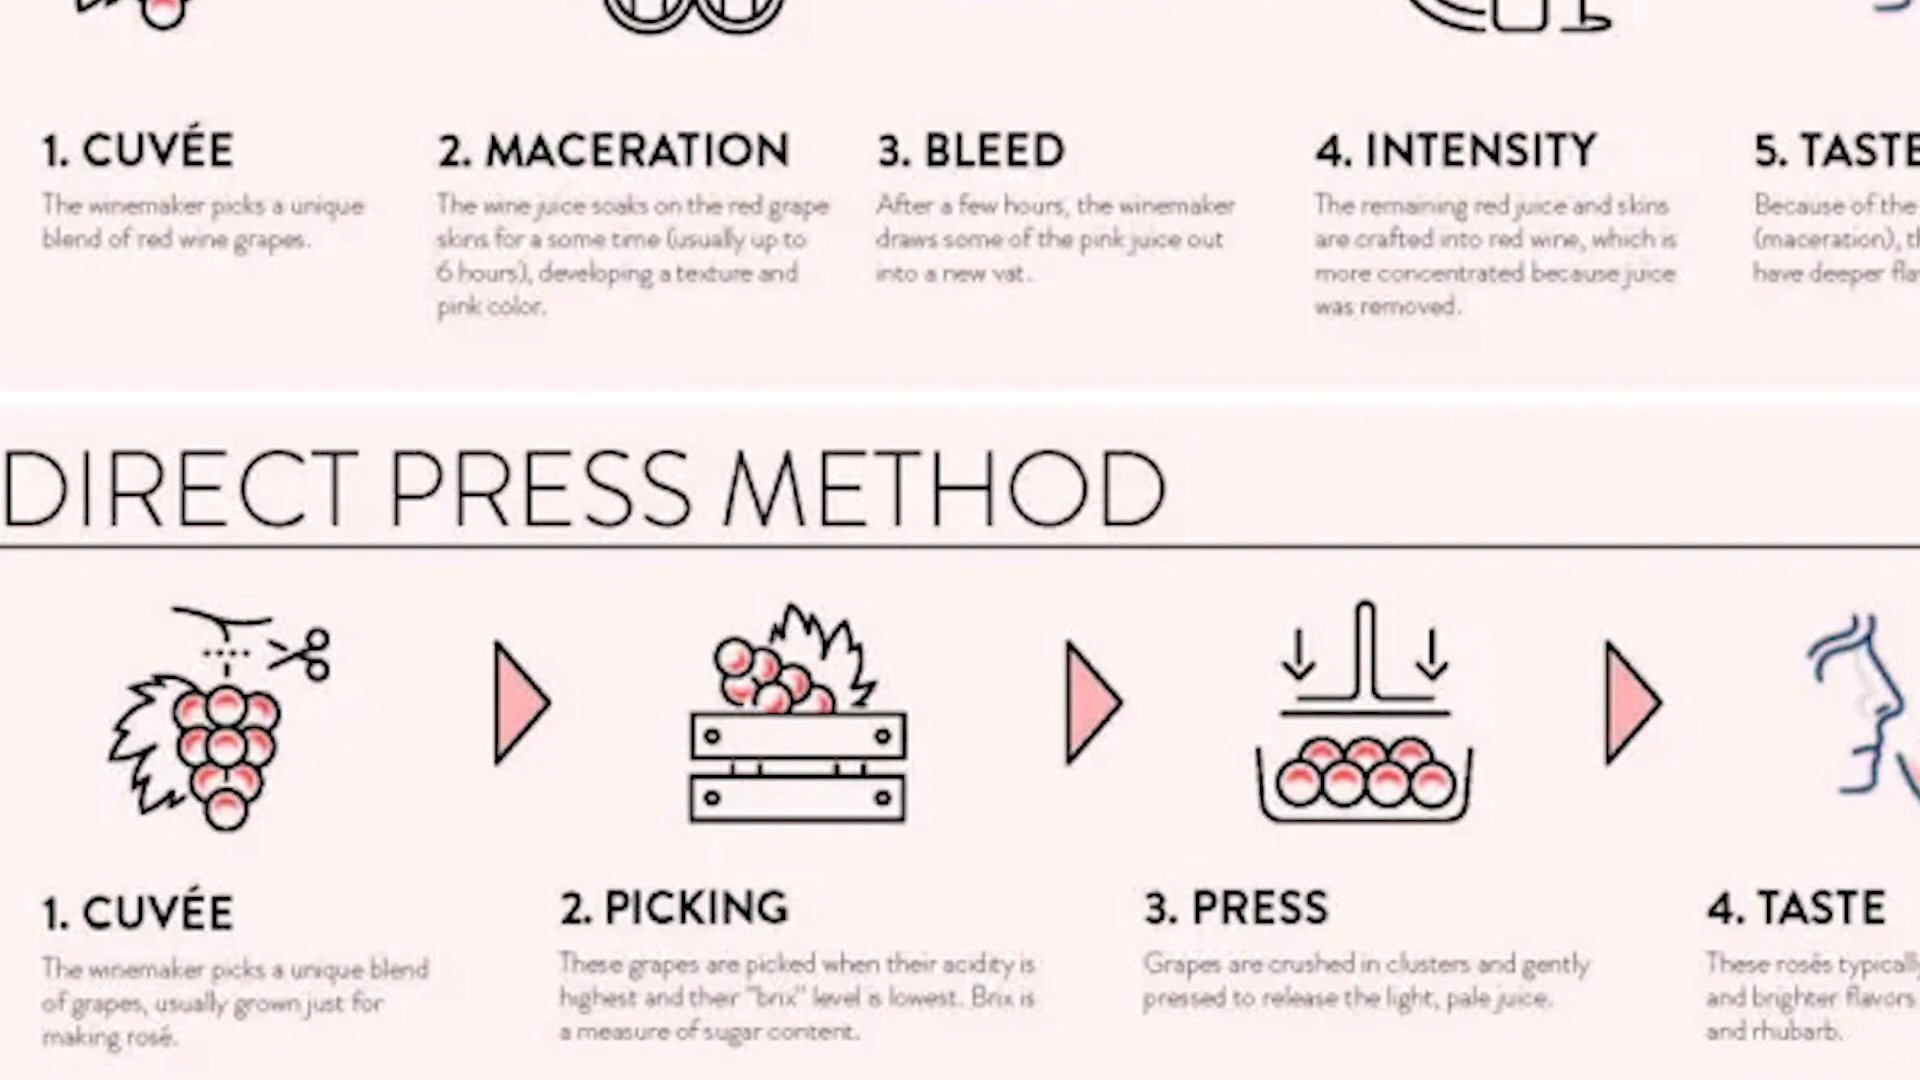 1. CUVÉE
The winemaker picks a unique
blend of red wine grapes.
2. MACERATION
The wine juice soaks on the red grape
skins for a some time (usually up to
6 hours), developing a texture and
pink color.
3. BLEED
After a few hours, the winemaker
draws some of the pink juice out
into a new vat.
4. INTENSITY
The remaining red juice and skins
are crafted into red wine, which is
more concentrated because juice
was removed.
5. TASTE
Because of the
(maceration),
have deeper
DIRECT PRESS METHOD
1. CUVÉE
The winemaker picks a unique blend
of grapes, usually grown just for
making rosé.
2. PICKING
These grapes are picked when their acidity is
highest and their "brix" level is lowest. Brix is
a measure of sugar content.
3. PRESS
Grapes are crushed in clusters and gently
pressed to release the light, pale juice.
4. TASTE
These rosés typically
and brighter flavors
and rhubarb.